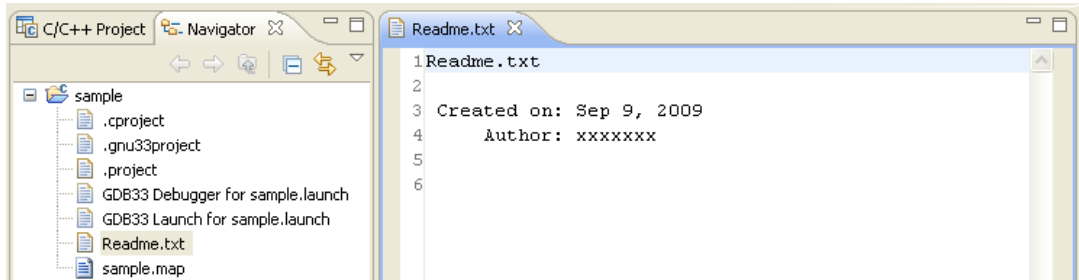 C/C++ Project
Navigator
sample
.cproject
.gnu33project
.project
GDB33 Debugger for sample.launch
GDB33 Launch for sample.launch
Readme.txt
sample.map
Readme.txt
1 Readme.txt
2
3 Created on: Sep 9, 2009
4 Author: xxxxxxx
5
6